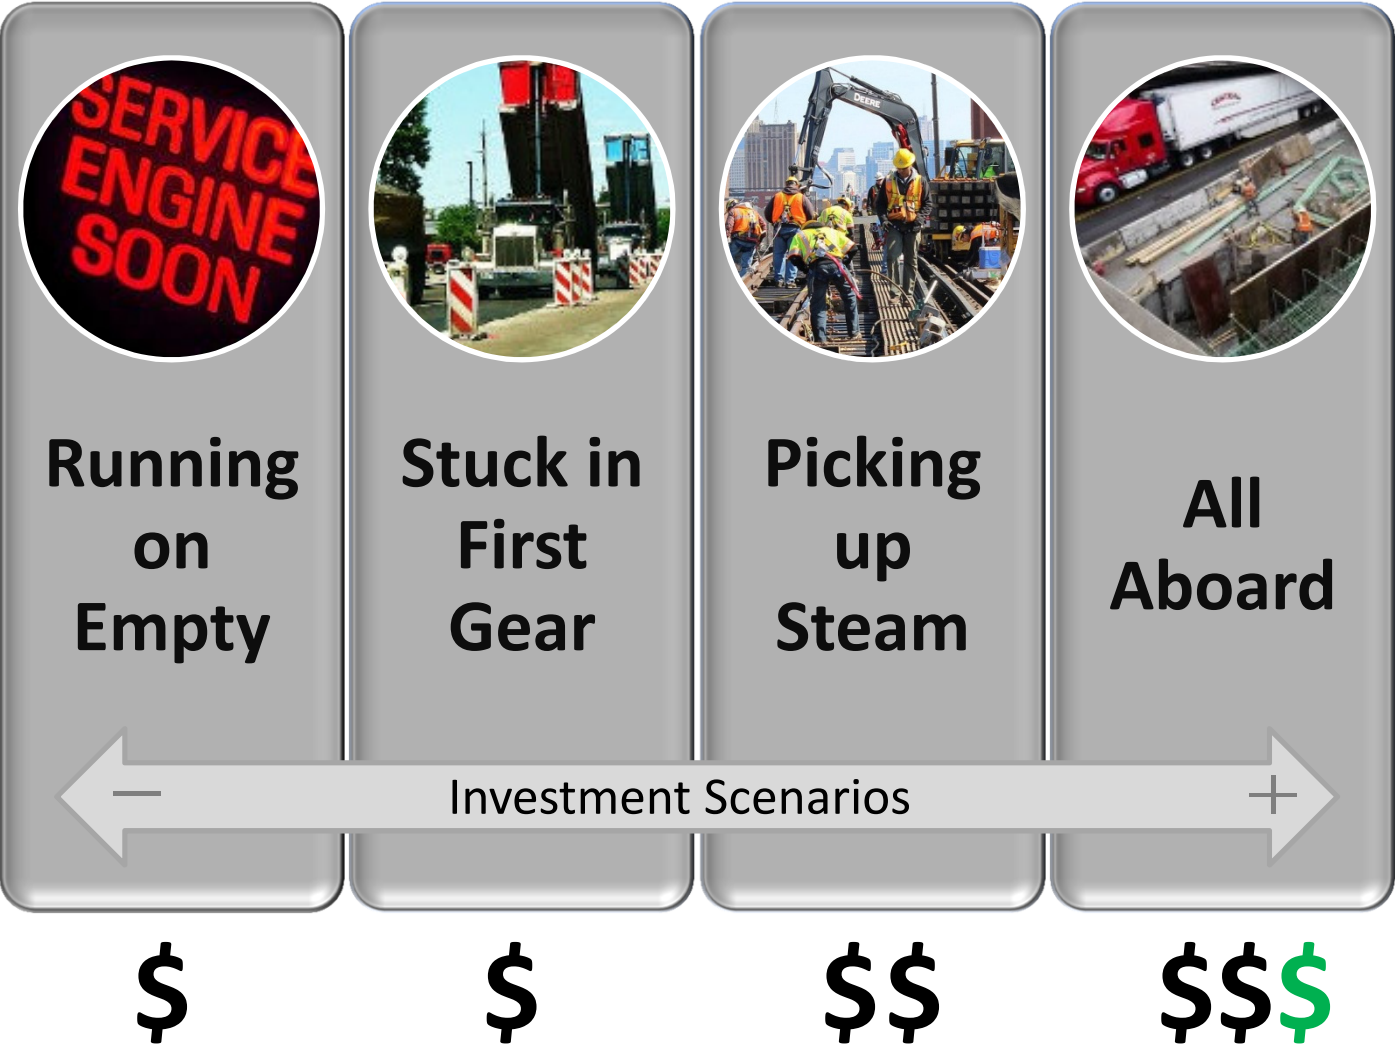 SERVICE
ENGINE
SOON
DEERE
Running
on
Empty
Stuck in
First
Gear
Picking
up
Steam
All
Aboard
− Investment Scenarios +
$ $ $$ $$$